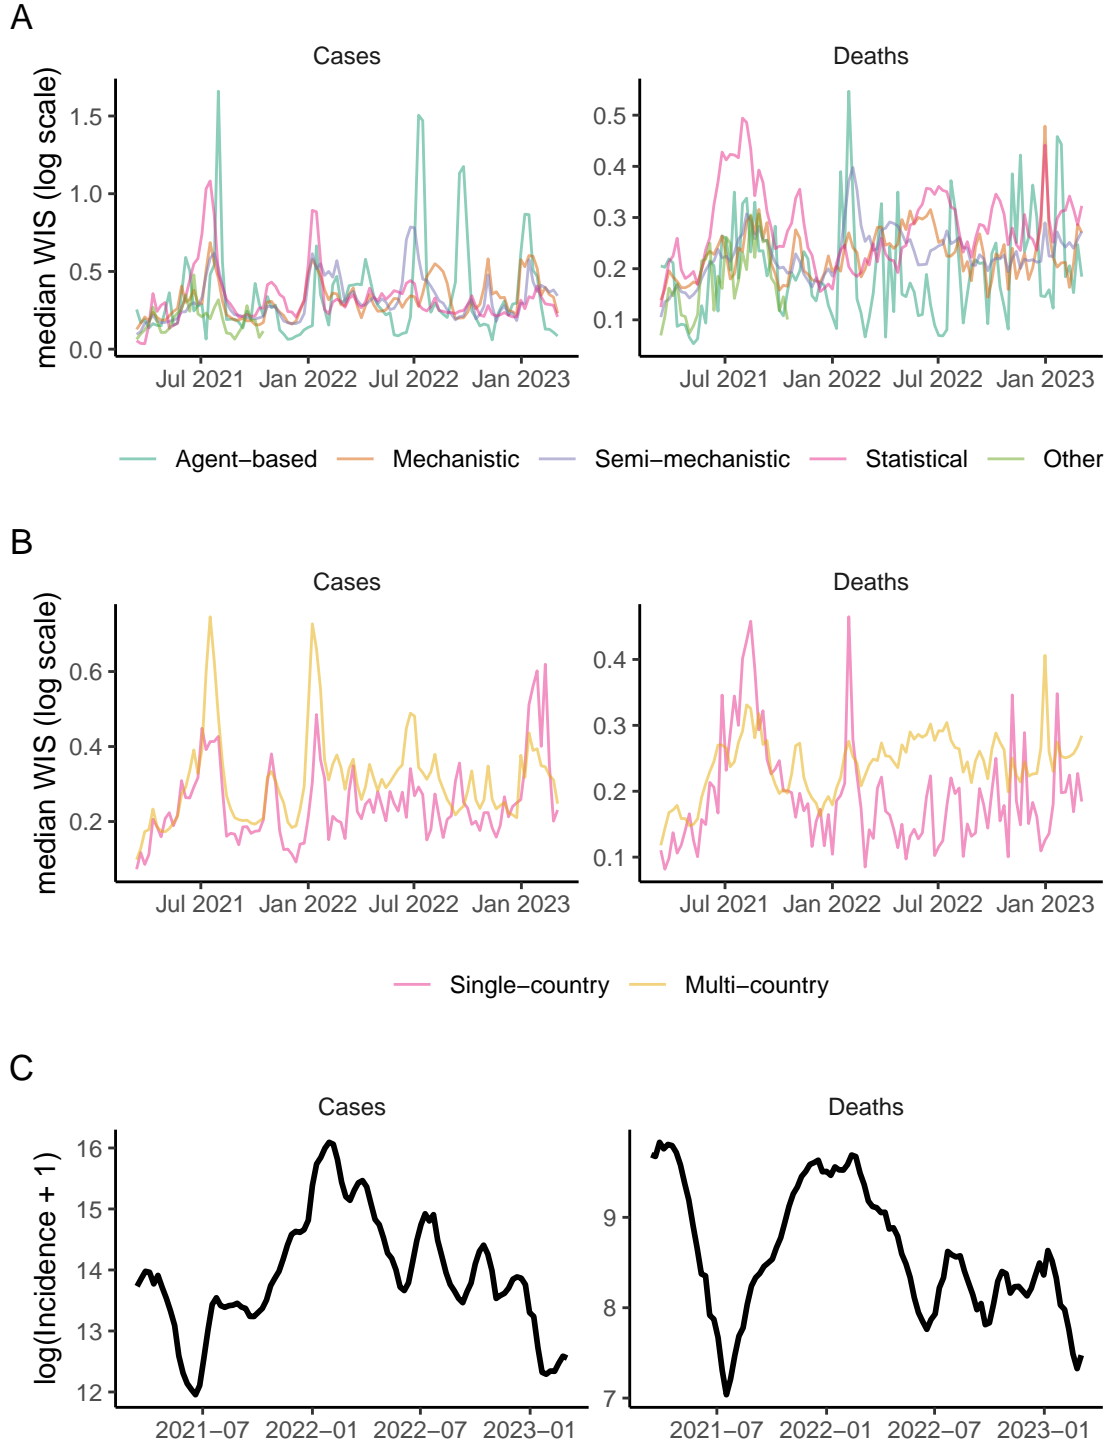 A
Cases Deaths
median WIS (log scale)
1.5
1.0
0.5
0.0
0.5
0.4
0.3
0.2
0.1
Jul 2021 Jan 2022 Jul 2022 Jan 2023 Jul 2021 Jan 2022 Jul 2022 Jan 2023
Agent−based Mechanistic Semi−mechanistic Statistical Other
B
Cases Deaths
median WIS (log scale)
0.6
0.4
0.2
0.4
0.3
0.2
0.1
Jul 2021 Jan 2022 Jul 2022 Jan 2023 Jul 2021 Jan 2022 Jul 2022 Jan 2023
Single−country Multi−country
C
Cases Deaths
log(Incidence + 1)
16
15
14
13
12
9
8
7
2021−07 2022−01 2022−07 2023−01 2021−07 2022−01 2022−07 2023−01